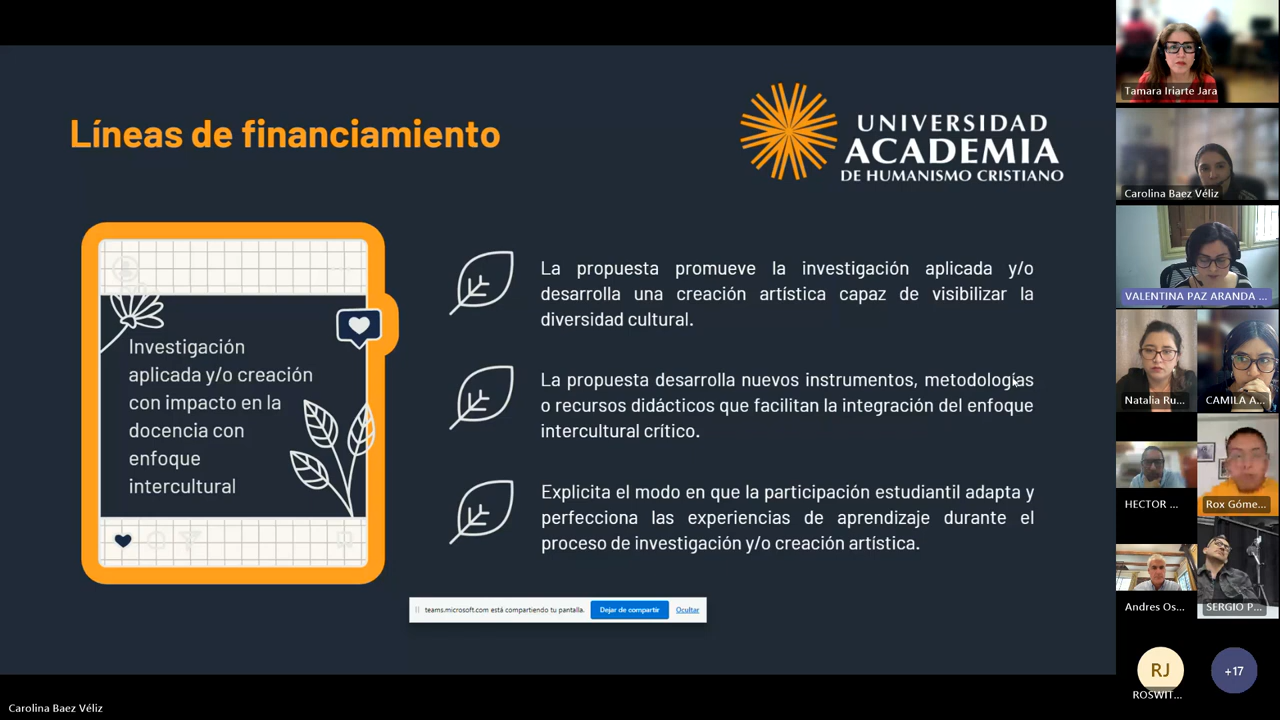 Líneas de financiamiento
UNIVERSIDAD
ACADEMIA
DE HUMANISMO CRISTIANO
Investigación
aplicada y/o creación
con impacto en la
docencia con
enfoque
intercultural
La propuesta promueve la investigación aplicada y/o
desarrolla una creación artística capaz de visibilizar la
diversidad cultural.
La propuesta desarrolla nuevos instrumentos, metodologías
o recursos didácticos que facilitan la integración del enfoque
intercultural crítico.
Explicita el modo en que la participación estudiantil adapta y
perfecciona las experiencias de aprendizaje durante el
proceso de investigación y/o creación artística.
teams.microsoft.com está compartiendo tu pantalla.
Dejar de compartir
Ocultar
Tamara Iriarte Jara
Carolina Baez Véliz
VALENTINA PAZ ARANDA ...
Natalia Ru...
CAMILA A...
HECTOR ...
Rox Góme...
Andres Os...
SERGIO P...
RJ
ROSWIT...
+17
Carolina Baez Véliz